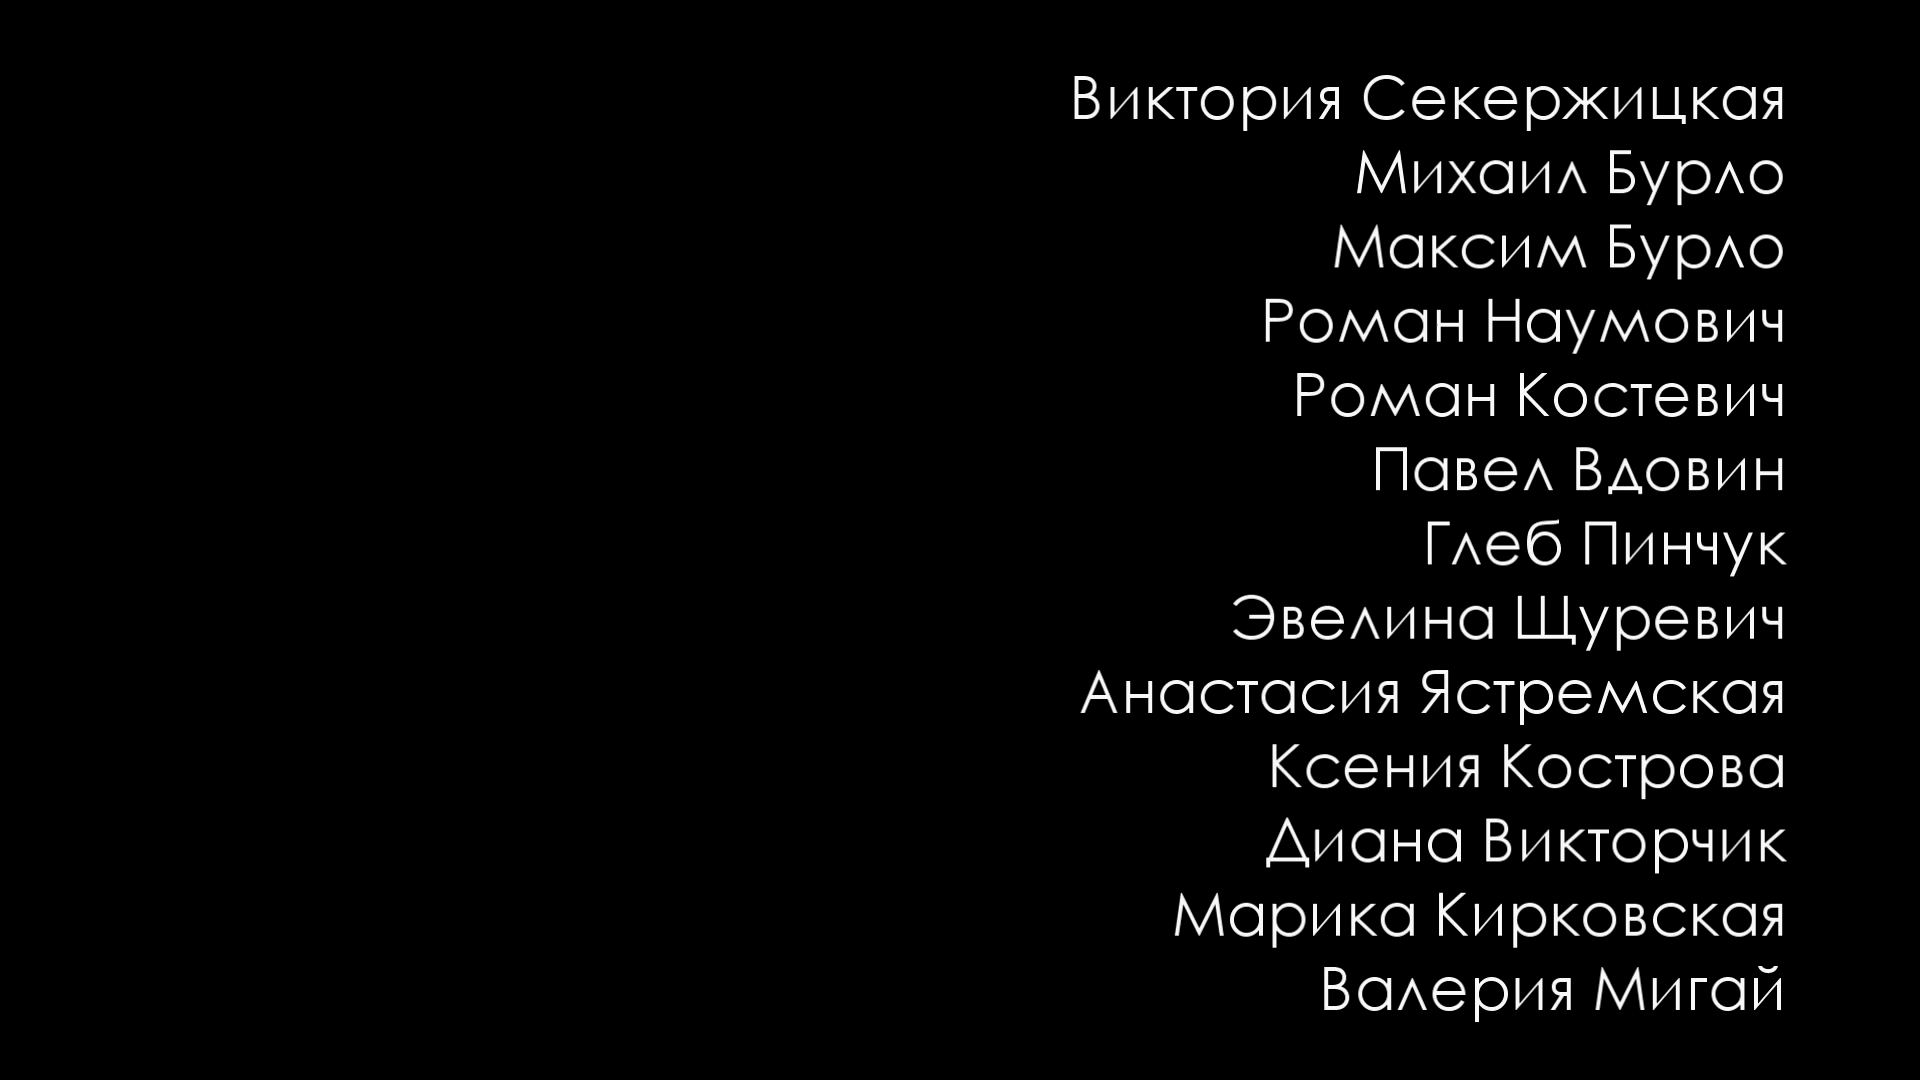 Виктория Секержицкая
Михаил Бурло
Максим Бурло
Роман Наумович
Роман Костевич
Павел Вдовин
Глеб Пинчук
Эвелина Щуревич
Анастасия Ястремская
Ксения Кострова
Диана Викторчик
Марика Кирковская
Валерия Мигай